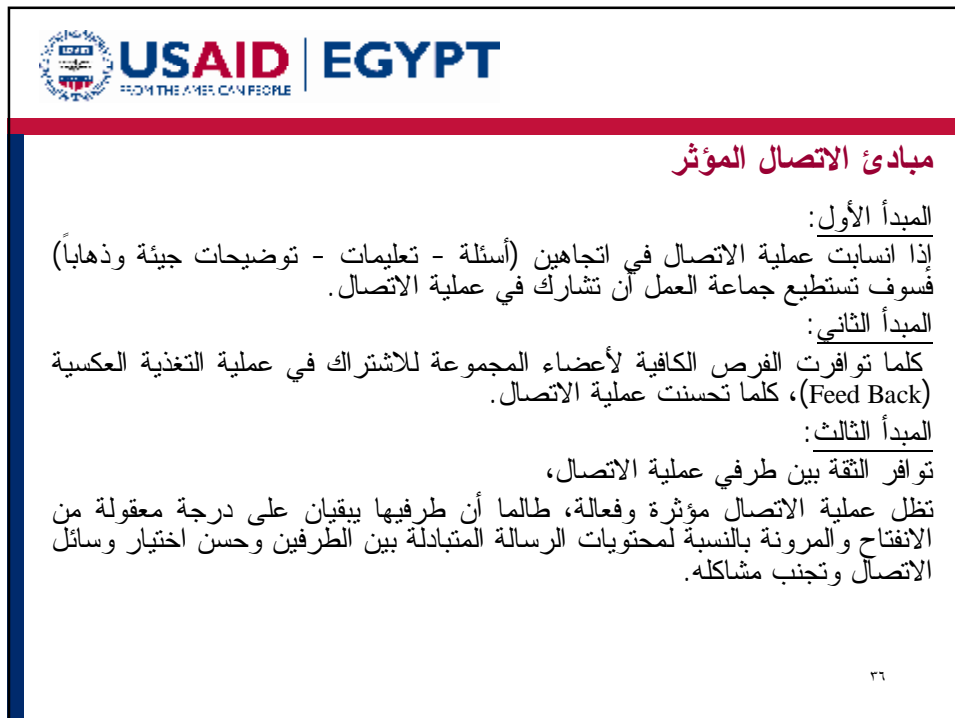 USAID | EGYPT
FROM THE AMERICAN PEOPLE
مبادئ الاتصال المؤثر
المبدأ الأول:
إذا انسابت عملية الاتصال في اتجاهين (أسئلة - تعليمات - توضيحات جيئة وذهاباً)
فسوف تستطيع جماعة العمل أن تشارك في عملية الاتصال.
المبدأ الثاني:
كلما توافرت الفرص الكافية لأعضاء المجموعة للاشتراك في عملية التغذية العكسية
(Feed Back)، كلما تحسنت عملية الاتصال.
المبدأ الثالث:
توافر الثقة بين طرفي عملية الاتصال،
تظل عملية الاتصال مؤثرة وفعالة، طالما أن طرفيها يبقيان على درجة معقولة من
الانفتاح والمرونة بالنسبة لمحتويات الرسالة المتبادلة بين الطرفين وحسن اختيار وسائل
الاتصال وتجنب مشاكله.
٣٦